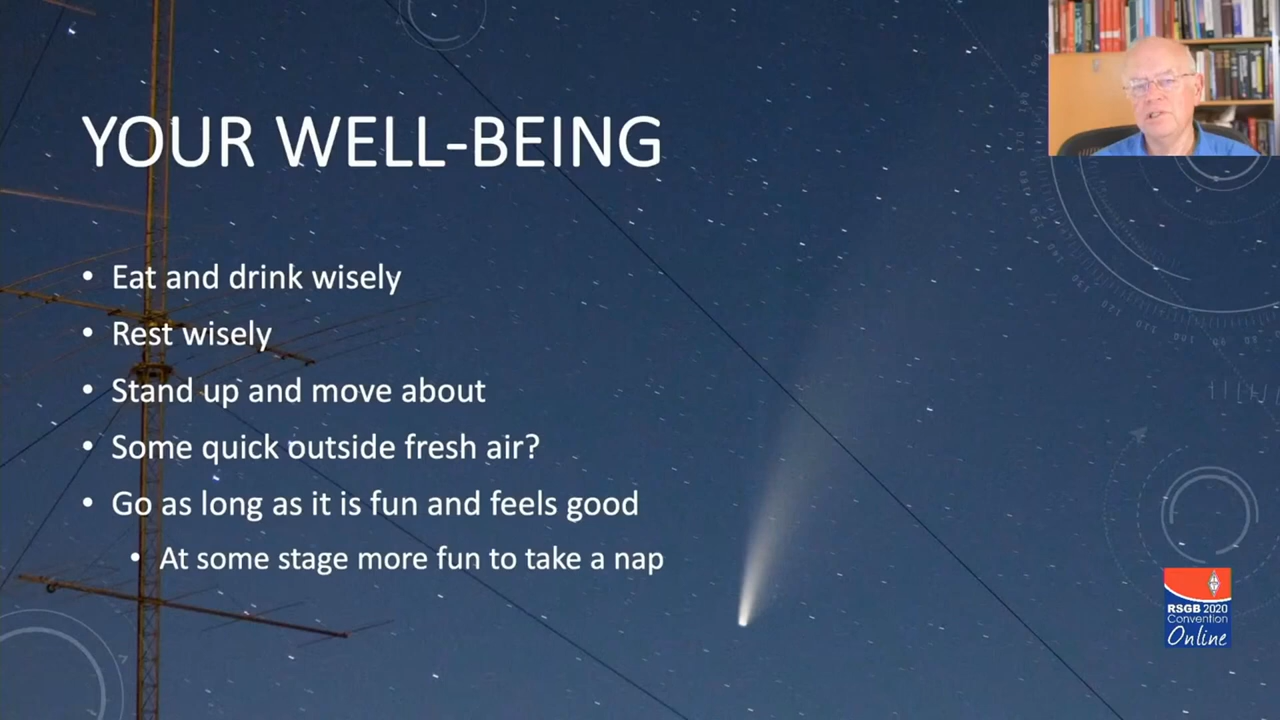 YOUR WELL-BEING
• Eat and drink wisely
• Rest wisely
• Stand up and move about
• Some quick outside fresh air?
• Go as long as it is fun and feels good
• At some stage more fun to take a nap
RSGB 2020
Convention
Online